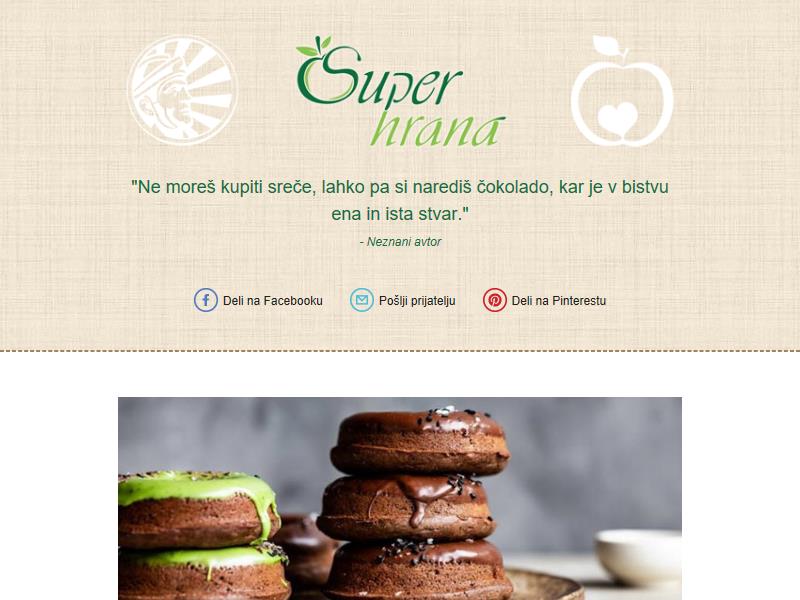 Super
hrana
"Ne moreš kupiti sreče, lahko pa si narediš čokolado, kar je v bistvu
ena in ista stvar."
- Neznani avtor
Deli na Facebooku
Pošlji prijatelju
Deli na Pinterestu